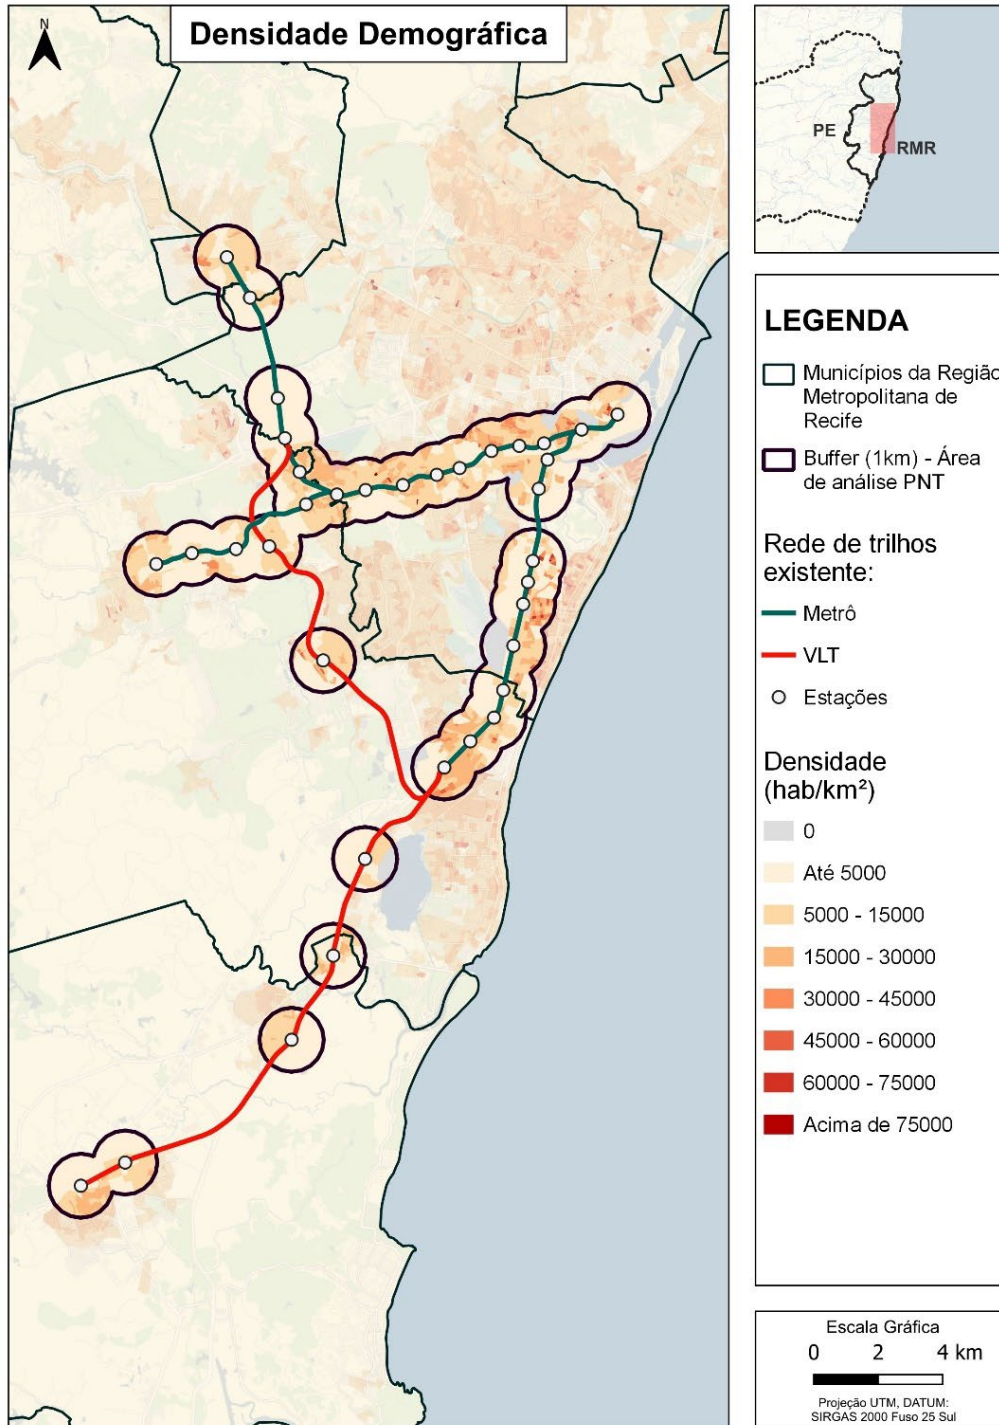 N
Densidade Demográfica
PE
RMR
LEGENDA
Municípios da Região
Metropolitana de
Recife
Buffer (1km) - Área
de análise PNT
Rede de trilhos
existente:
Metrô
VLT
Estações
Densidade
(hab/km²)
0
Até 5000
5000 - 15000
15000 - 30000
30000 - 45000
45000 - 60000
60000 - 75000
Acima de 75000
Escala Gráfica
0 2 4 km
Projeção UTM, DATUM:
SIRGAS 2000 Fuso 25 Sul